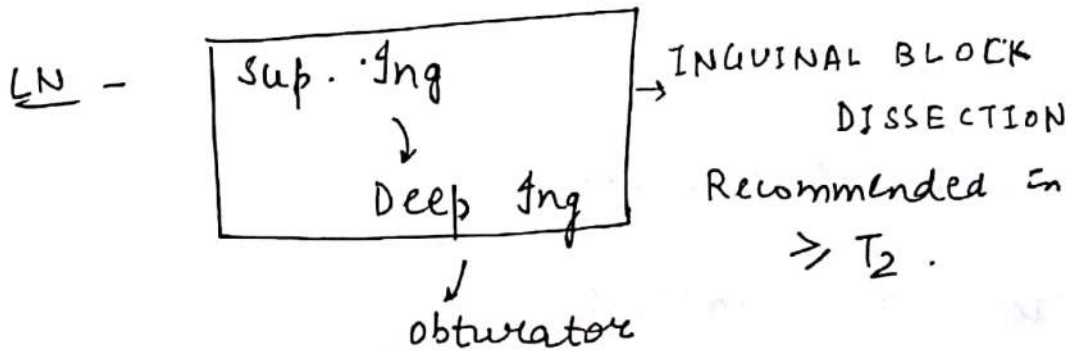 LN -
Sup. Ing
↓
Deep Ing
↓
obturator
→ INGUINAL BLOCK
DISSECTION
Recommended in
≥ T2.